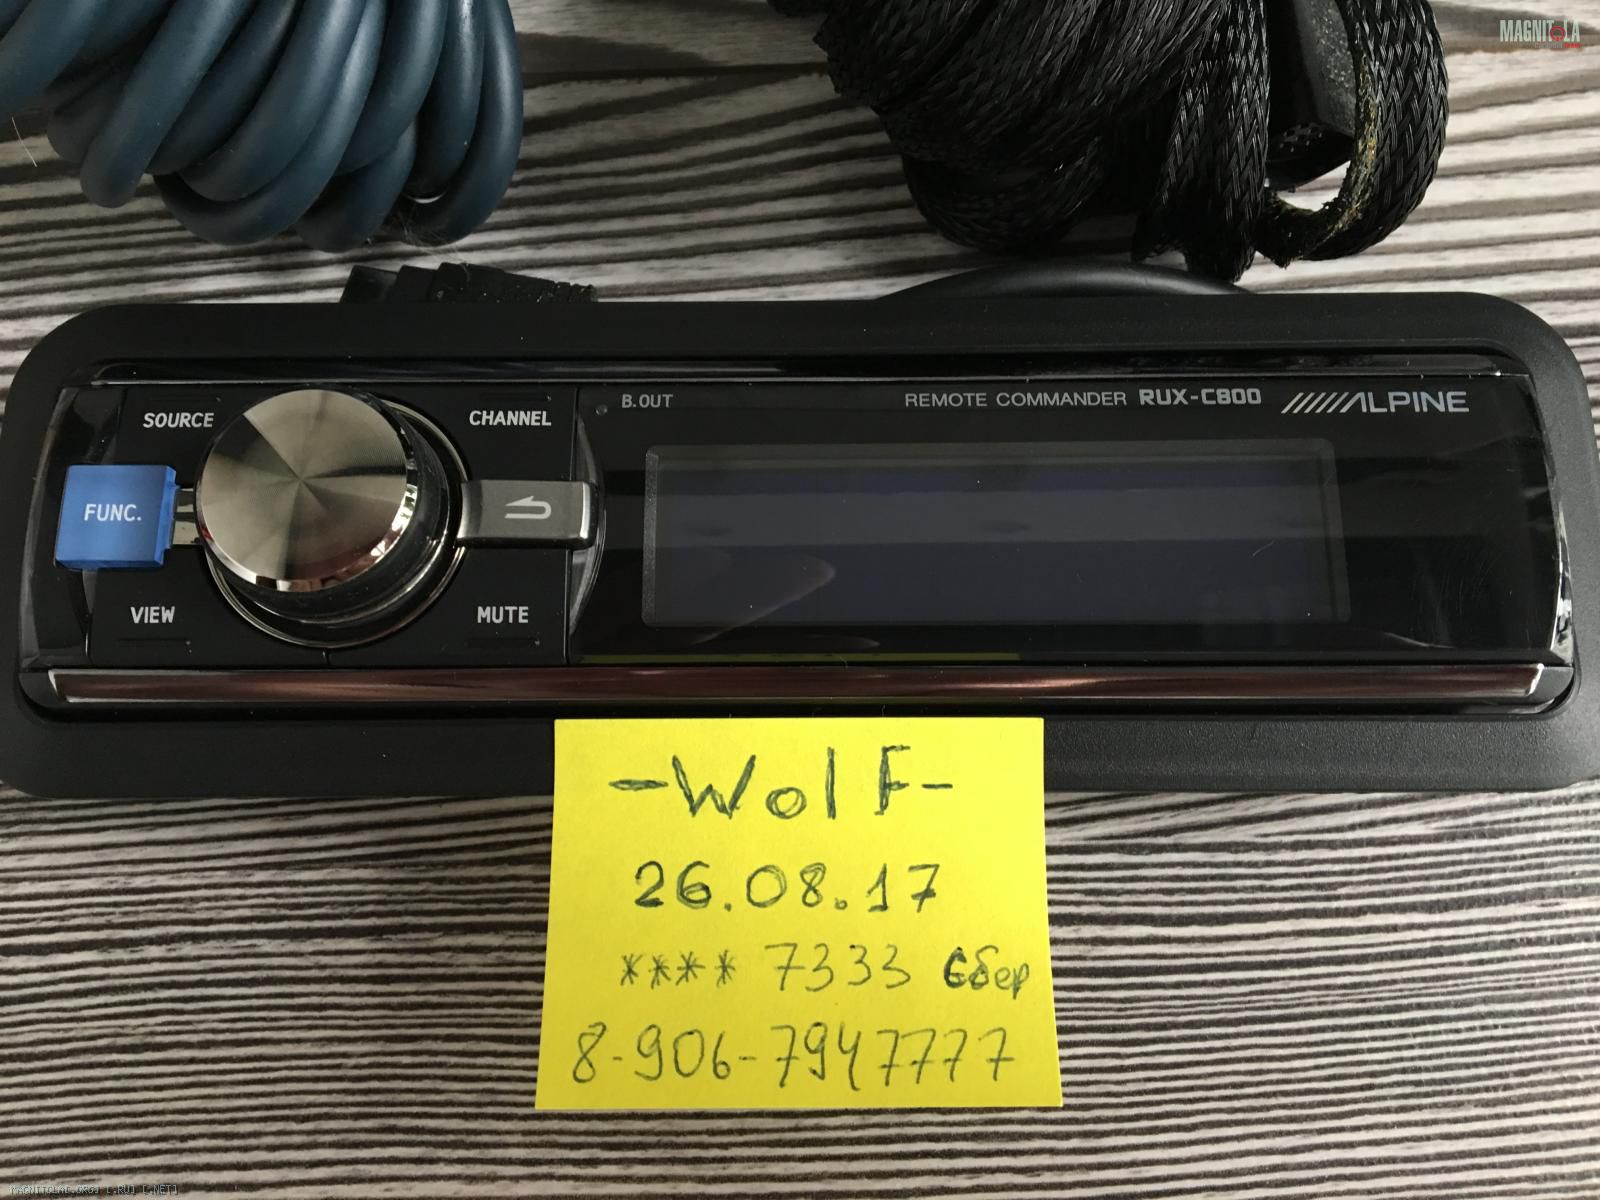 MAGNITOLA
SOURCE
CHANNEL
B.OUT
REMOTE COMMANDER RUX-C800
ALPINE
FUNC.
VIEW
MUTE
-Wolf-
26.08.17
**** 7333 Сбер
8-906-7947777